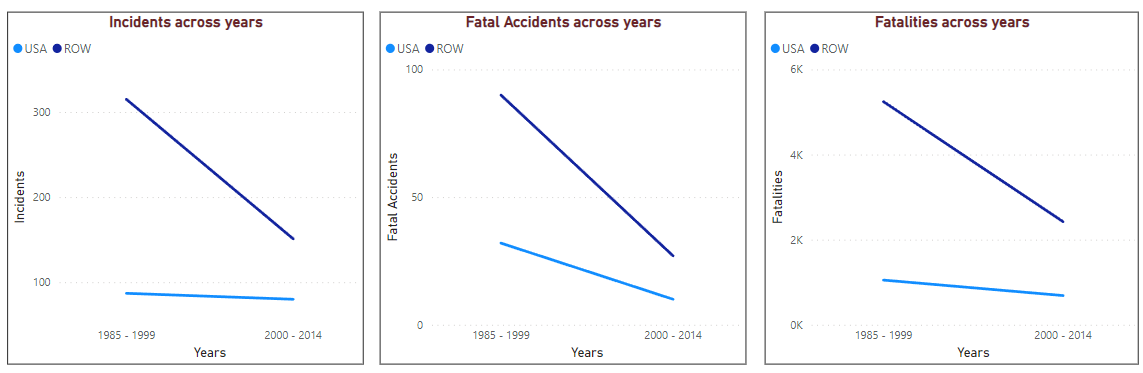 Incidents across years
USA ROW
300
200
100
Incidents
1985 - 1999 2000 - 2014
Years
Fatal Accidents across years
USA ROW
100
50
0
Fatal Accidents
1985 - 1999 2000 - 2014
Years
Fatalities across years
USA ROW
6K
4K
2K
0K
Fatalities
1985 - 1999 2000 - 2014
Years